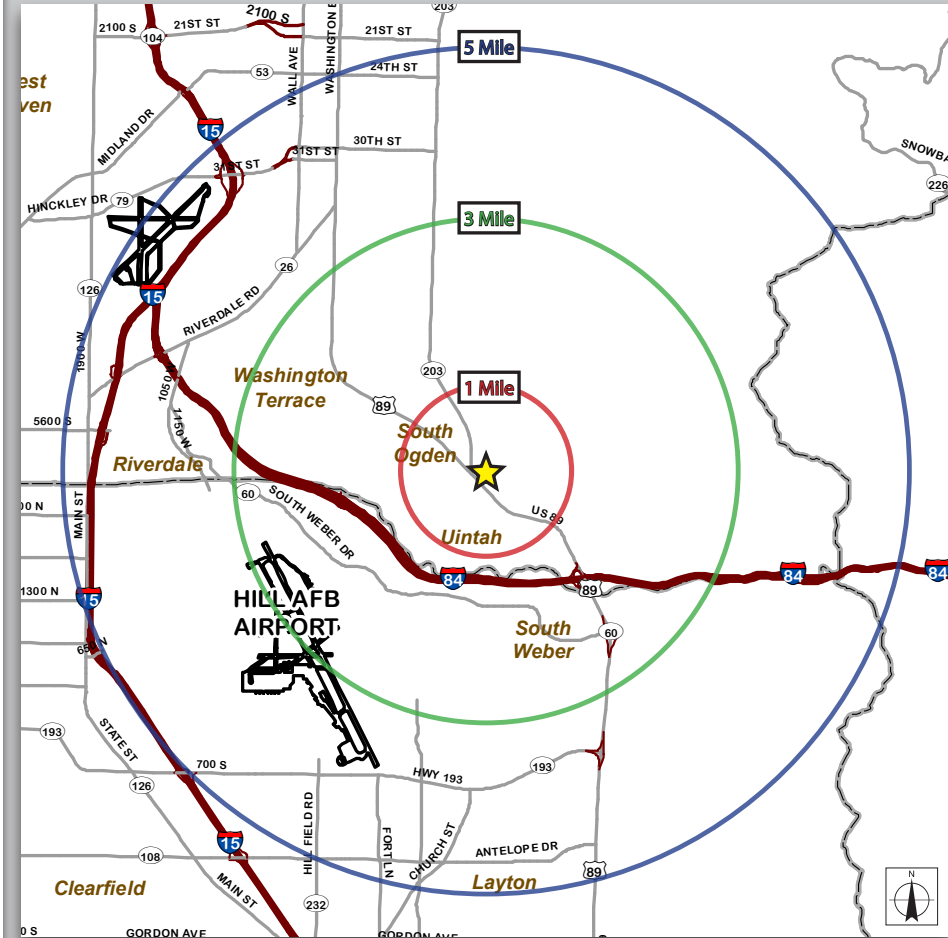 203
2100 S
WASHINGTON B
2100 S
21ST ST
21ST ST
104
5 Mile
24TH ST
53
WALL AVE
est
ven
MIDLAND DR
15
30TH ST
31ST ST
31ST ST
SNOWBA
226
HINCKLEY DR
79
3 Mile
26
126
15
RIVERDALE RD
1900 W
203
Washington
Terrace
1050 W
1 Mile
89
1150 W
5600 S
South
Ogden
Riverdale
60
SOUTH WEBER DR
00 N
MAIN ST
US 89
Uintah
84
84
84
89
1300 N
15
HILL AFB
AIRPORT
South
Weber
60
650 N
193
STATE ST
700 S
HWY 193
193
126
HILL FIELD RD
FORT LN
CHURCH ST
15
108
ANTELOPE DR
89
Clearfield
MAIN ST
Layton
N
232
0 S
GORDON AVE
GORDON AVE